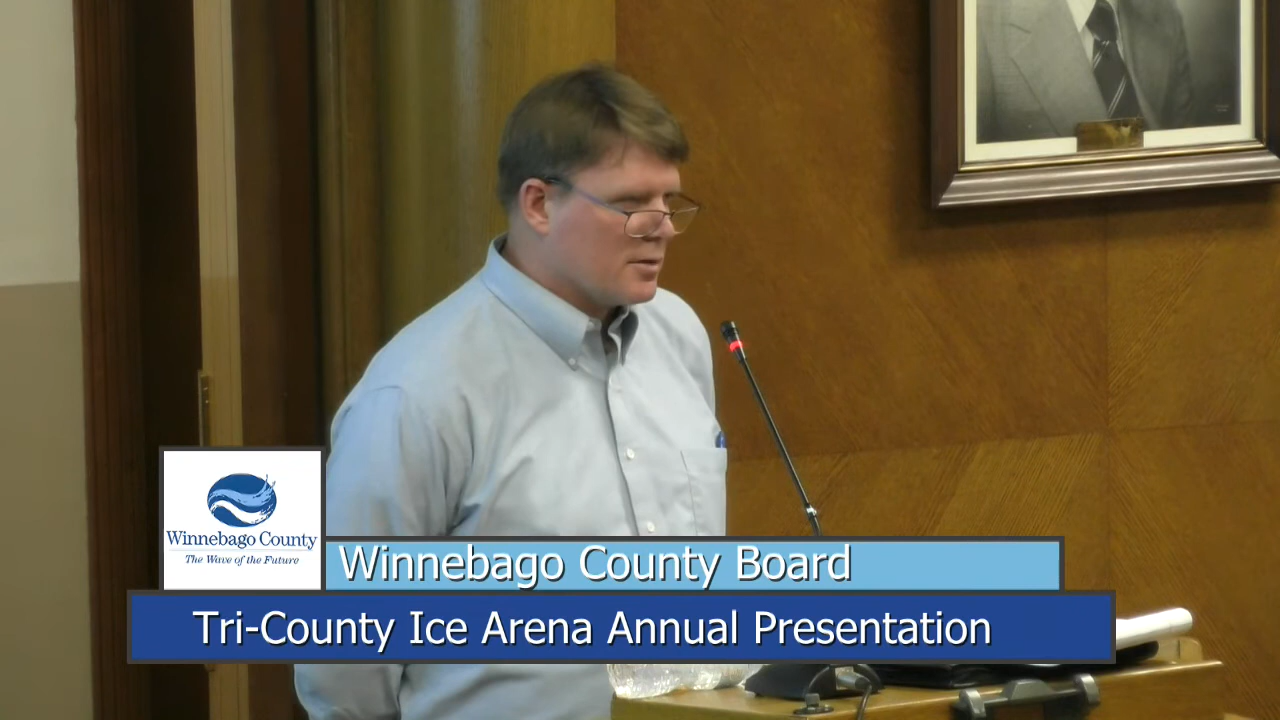 Winnebago County
The Wave of the Future
Winnebago County Board
Tri-County Ice Arena Annual Presentation